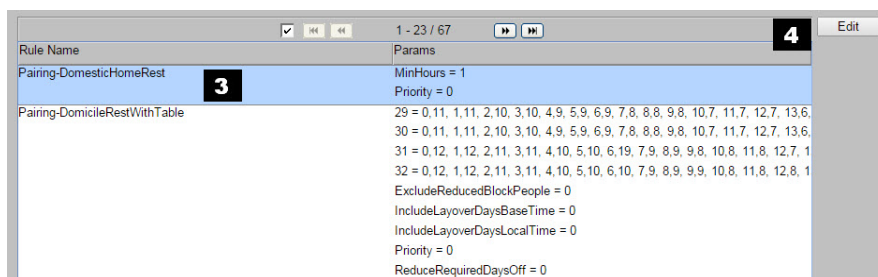 1 - 23 / 67
4
Edit
Rule Name Params
Pairing-DomesticHomeRest MinHours = 1
3
Priority = 0
Pairing-DomicileRestWithTable 29 = 0,11, 1,11, 2,10, 3,10, 4,9, 5,9, 6,9, 7,8, 8,8, 9,8, 10,7, 11,7, 12,7, 13,6,
30 = 0,11, 1,11, 2,10, 3,10, 4,9, 5,9, 6,9, 7,8, 8,8, 9,8, 10,7, 11,7, 12,7, 13,6,
31 = 0,12, 1,12, 2,11, 3,11, 4,10, 5,10, 6,19, 7,9, 8,9, 9,8, 10,8, 11,8, 12,7, 1
32 = 0,12, 1,12, 2,11, 3,11, 4,10, 5,10, 6,10, 7,9, 8,9, 9,9, 10,8, 11,8, 12,8, 1
ExcludeReducedBlockPeople = 0
IncludeLayoverDaysBaseTime = 0
IncludeLayoverDaysLocalTime = 0
Priority = 0
ReduceRequiredDaysOff = 0